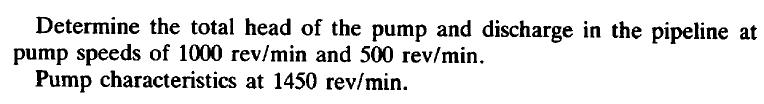 Determine the total head of the pump and discharge in the pipeline at
pump speeds of 1000 rev/min and 500 rev/min.
Pump characteristics at 1450 rev/min.